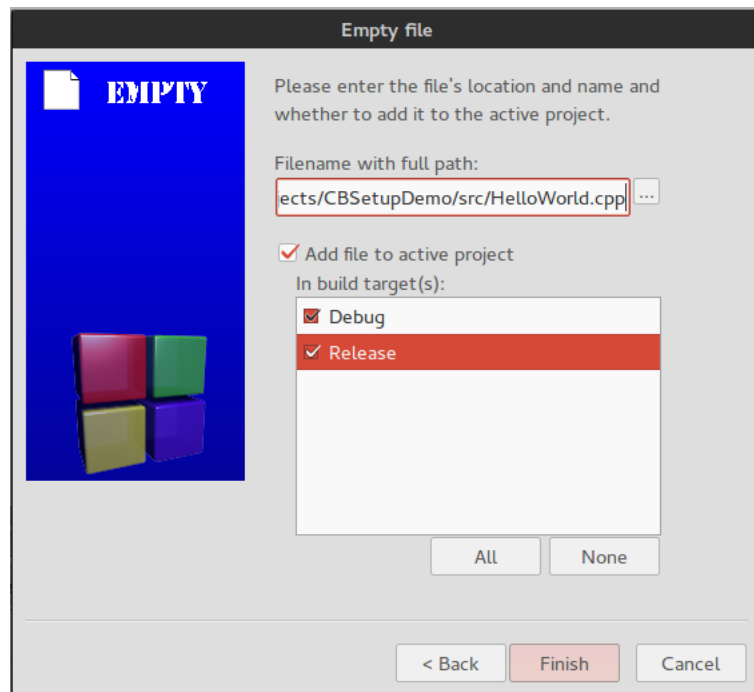 Empty file
EMPTY
Please enter the file's location and name and
whether to add it to the active project.
Filename with full path:
ects/CBSetupDemo/src/HelloWorld.cpp
...
Add file to active project
In build target(s):
Debug
Release
All
None
< Back
Finish
Cancel